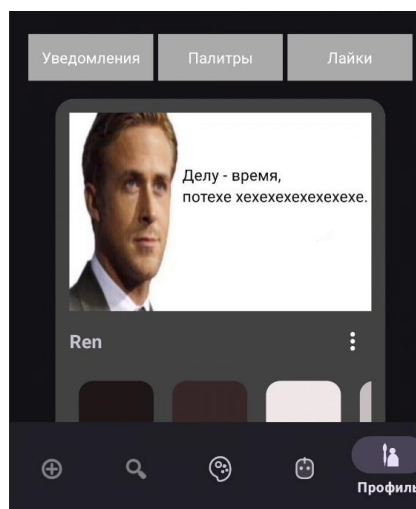 Уведомления
Палитры
Лайки
Делу - время,
потехе хехехехехехехехе.
Ren
Профиль